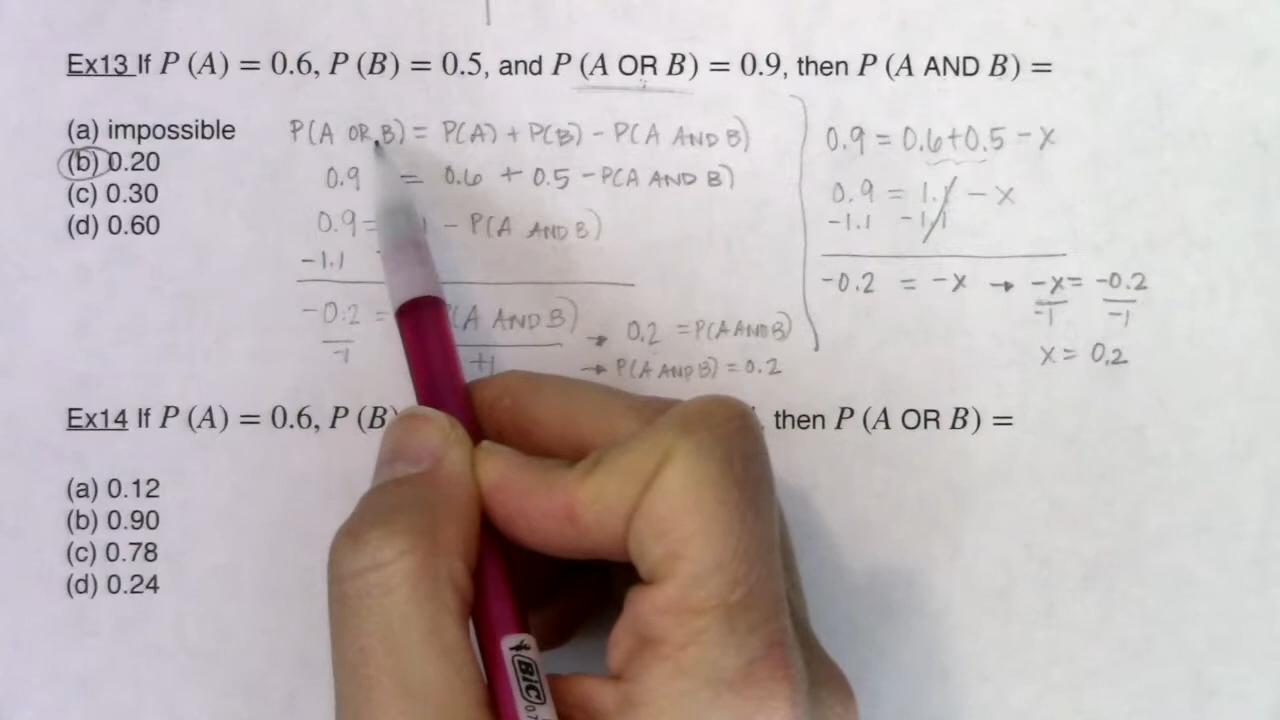 Ex13 If P (A) = 0.6, P (B) = 0.5, and P (A OR B) = 0.9, then P (A AND B) =
(a) impossible
(b) 0.20
(c) 0.30
(d) 0.60
P(A OR B) = P(A) + P(B) - P(A AND B)
0.9 = 0.6 + 0.5 - P(A AND B)
0.9 = 1 - P(A AND B)
-1.1
-0.2 = P(A AND B) → 0.2 = P(A AND B)
-1 +1 → P(A AND B) = 0.2
0.9 = 0.6+0.5 - x
0.9 = 1.1 - x
-1.1 -1.1
-0.2 = -x → -x = -0.2
-1 -1
x = 0.2
Ex14 If P (A) = 0.6, P (B) , then P (A OR B) =
(a) 0.12
(b) 0.90
(c) 0.78
(d) 0.24
BIC
0.7